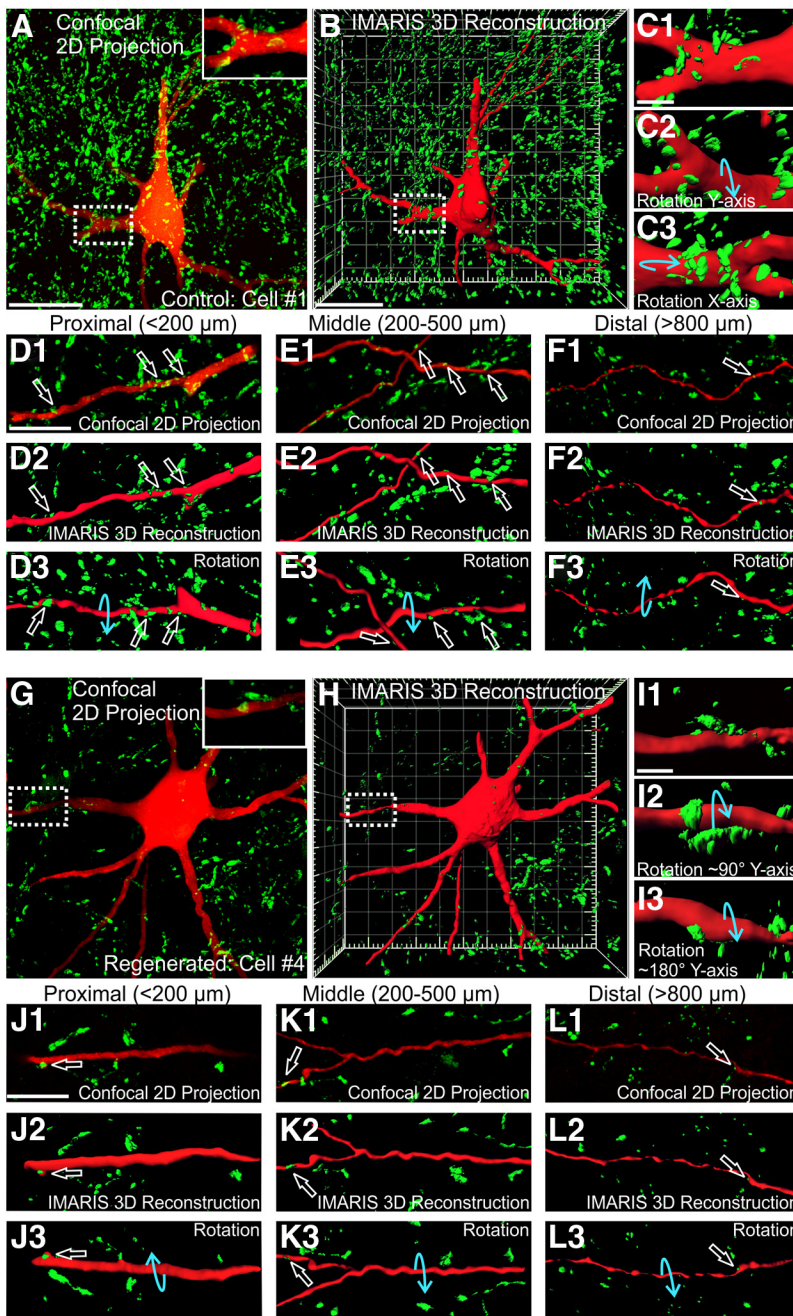 A
Confocal
2D Projection
Control: Cell #1
B
IMARIS 3D Reconstruction
C1
C2
Rotation Y-axis
C3
Rotation X-axis
Proximal (<200 µm)
Middle (200-500 µm)
Distal (>800 µm)
D1
Confocal 2D Projection
E1
Confocal 2D Projection
F1
Confocal 2D Projection
D2
IMARIS 3D Reconstruction
E2
IMARIS 3D Reconstruction
F2
IMARIS 3D Reconstruction
D3
Rotation
E3
Rotation
F3
Rotation
G
Confocal
2D Projection
Regenerated: Cell #4
H
IMARIS 3D Reconstruction
I1
I2
Rotation ~90° Y-axis
I3
Rotation
~180° Y-axis
Proximal (<200 µm)
Middle (200-500 µm)
Distal (>800 µm)
J1
Confocal 2D Projection
K1
Confocal 2D Projection
L1
Confocal 2D Projection
J2
IMARIS 3D Reconstruction
K2
IMARIS 3D Reconstruction
L2
IMARIS 3D Reconstruction
J3
Rotation
K3
Rotation
L3
Rotation